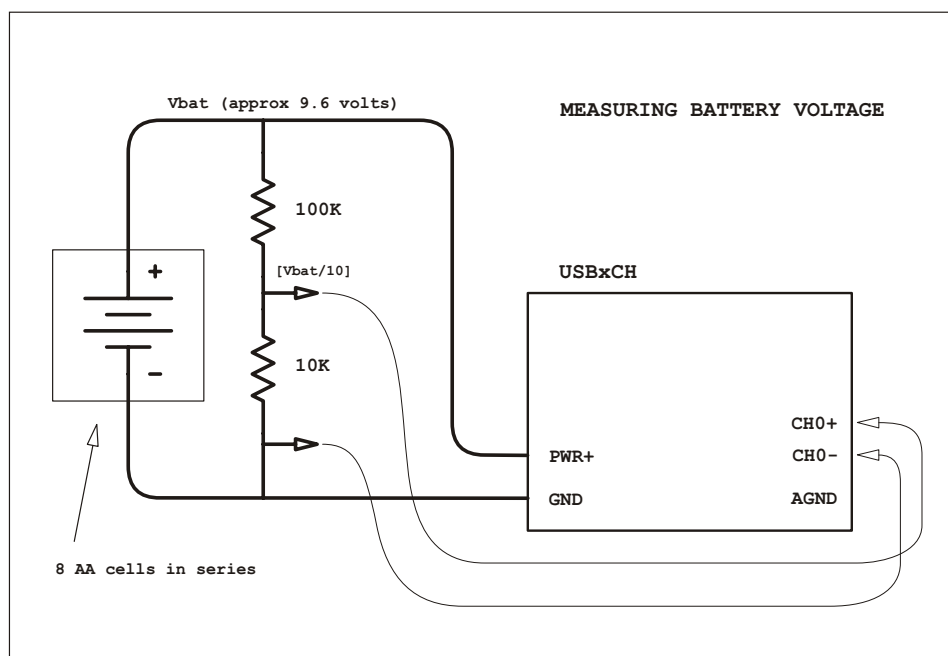 Vbat (approx 9.6 volts)
MEASURING BATTERY VOLTAGE
100K
+
[Vbat/10]
USBxCH
10K
-
CH0+
PWR+
CH0-
GND
AGND
8 AA cells in series